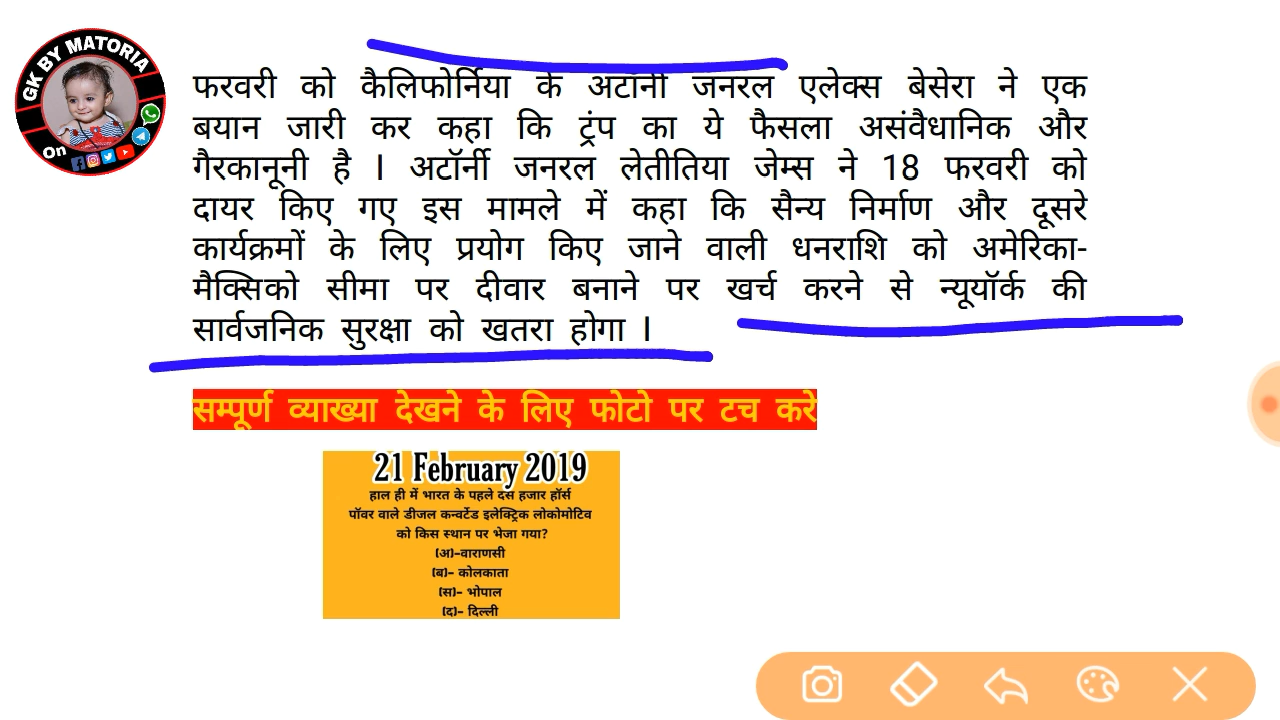 GK BY MATORIA
On
फरवरी को कैलिफोर्निया के अटॉर्नी जनरल एलेक्स बेसेरा ने एक
बयान जारी कर कहा कि ट्रंप का ये फैसला असंवैधानिक और
गैरकानूनी है । अटॉर्नी जनरल लेतीतिया जेम्स ने 18 फरवरी को
दायर किए गए इस मामले में कहा कि सैन्य निर्माण और दूसरे
कार्यक्रमों के लिए प्रयोग किए जाने वाली धनराशि को अमेरिका-
मैक्सिको सीमा पर दीवार बनाने पर खर्च करने से न्यूयॉर्क की
सार्वजनिक सुरक्षा को खतरा होगा ।
सम्पूर्ण व्याख्या देखने के लिए फोटो पर टच करे
21 February 2019
हाल ही में भारत के पहले दस हजार हॉर्स
पॉवर वाले डीजल कन्वर्टेड इलेक्ट्रिक लोकोमोटिव
को किस स्थान पर भेजा गया?
(अ)-वाराणसी
(ब)- कोलकाता
(स)- भोपाल
(द)- दिल्ली